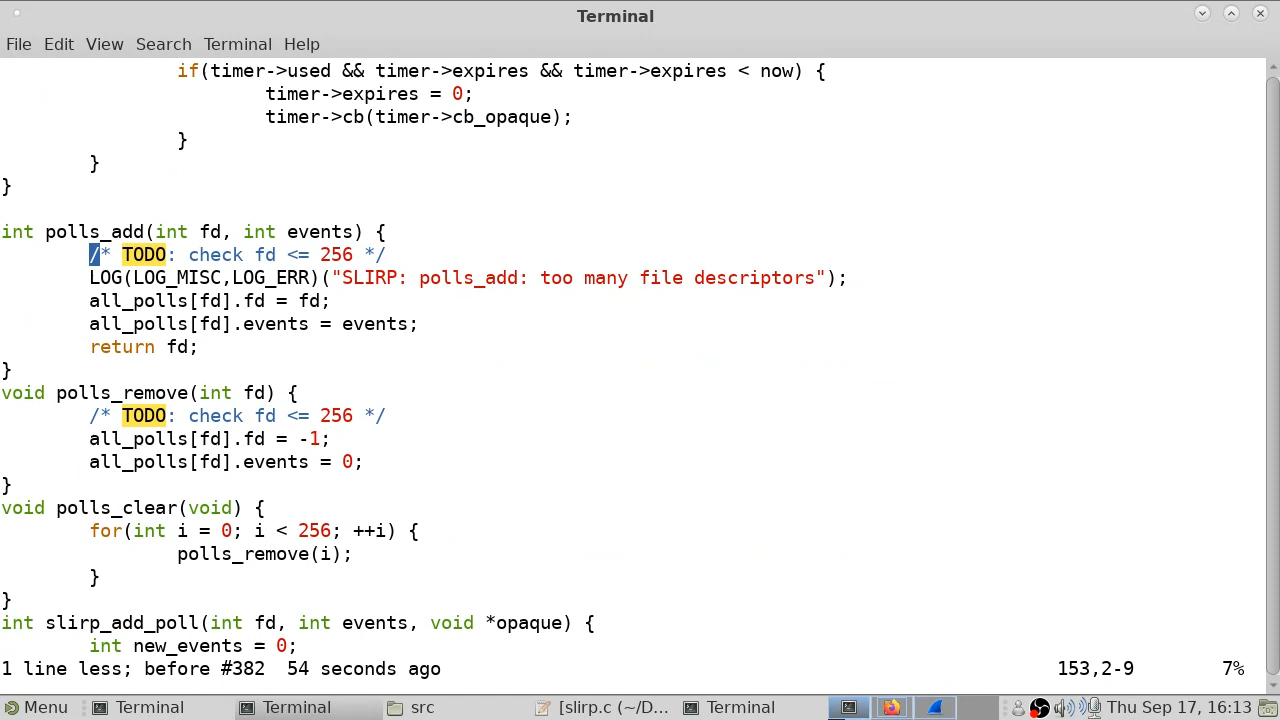 Terminal
File Edit View Search Terminal Help
if(timer->used && timer->expires && timer->expires < now) {
timer->expires = 0;
timer->cb(timer->cb_opaque);
}
}
}
int polls_add(int fd, int events) {
/* TODO: check fd <= 256 */
LOG(LOG_MISC,LOG_ERR)("SLIRP: polls_add: too many file descriptors");
all_polls[fd].fd = fd;
all_polls[fd].events = events;
return fd;
}
void polls_remove(int fd) {
/* TODO: check fd <= 256 */
all_polls[fd].fd = -1;
all_polls[fd].events = 0;
}
void polls_clear(void) {
for(int i = 0; i < 256; ++i) {
polls_remove(i);
}
}
int slirp_add_poll(int fd, int events, void *opaque) {
int new_events = 0;
1 line less; before #382  54 seconds ago 153,2-9 7%
Menu Terminal Terminal src [slirp.c (~/D... Terminal Thu Sep 17, 16:13